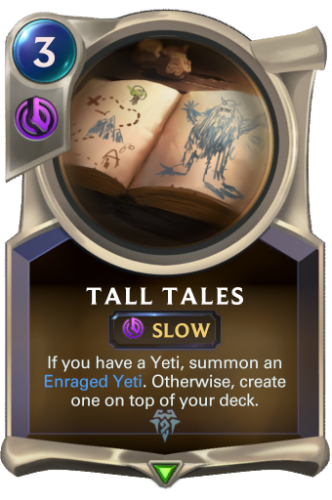 3
TALL TALES
SLOW
If you have a Yeti, summon an
Enraged Yeti. Otherwise, create
one on top of your deck.